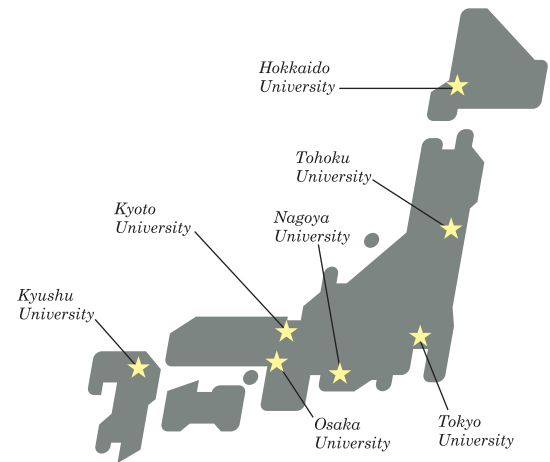 Hokkaido
University
Tohoku
University
Kyoto
University
Nagoya
University
Kyushu
University
Osaka
University
Tokyo
University